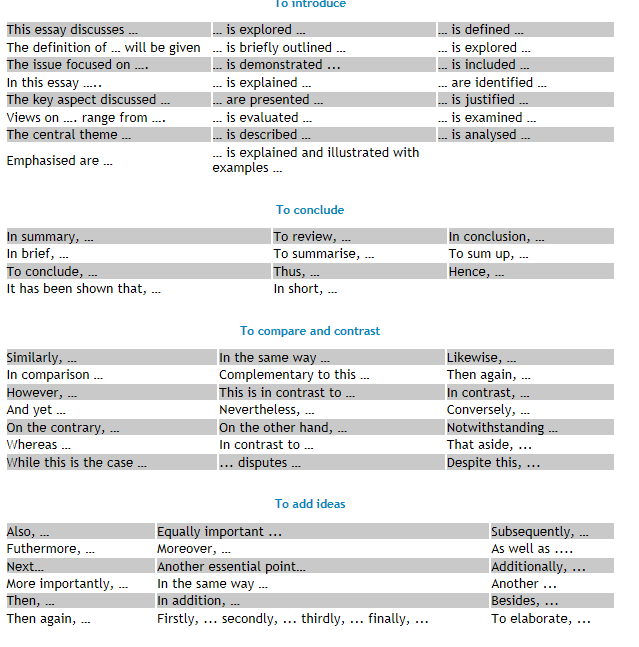 To introduce
This essay discusses … … is explored … … is defined …
The definition of … will be given … is briefly outlined … … is explored …
The issue focused on …. … is demonstrated ... … is included …
In this essay ….. … is explained … … are identified …
The key aspect discussed … … are presented … … is justified …
Views on …. range from …. … is evaluated … … is examined …
The central theme … … is described … … is analysed …
Emphasised are … … is explained and illustrated with
examples …
To conclude
In summary, … To review, … In conclusion, …
In brief, … To summarise, … To sum up, …
To conclude, … Thus, … Hence, …
It has been shown that, … In short, …
To compare and contrast
Similarly, … In the same way … Likewise, …
In comparison … Complementary to this … Then again, …
However, … This is in contrast to … In contrast, …
And yet … Nevertheless, … Conversely, …
On the contrary, … On the other hand, … Notwithstanding …
Whereas … In contrast to … That aside, ...
While this is the case … ... disputes … Despite this, ...
To add ideas
Also, … Equally important ... Subsequently, …
Futhermore, … Moreover, … As well as ....
Next… Another essential point… Additionally, ...
More importantly, … In the same way … Another ...
Then, … In addition, … Besides, ...
Then again, … Firstly, ... secondly, ... thirdly, ... finally, ... To elaborate, ...